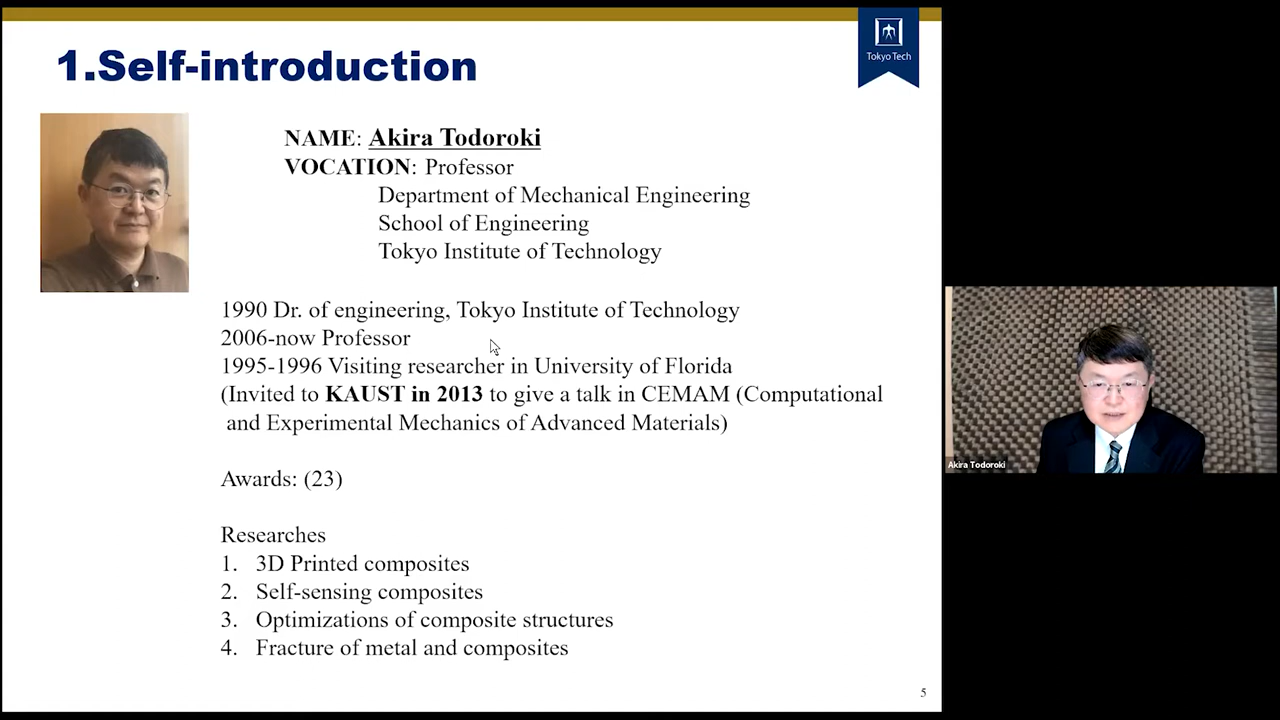 1.Self-introduction
Tokyo Tech
NAME: Akira Todoroki
VOCATION: Professor
Department of Mechanical Engineering
School of Engineering
Tokyo Institute of Technology
1990 Dr. of engineering, Tokyo Institute of Technology
2006-now Professor
1995-1996 Visiting researcher in University of Florida
(Invited to KAUST in 2013 to give a talk in CEMAM (Computational
and Experimental Mechanics of Advanced Materials)
Awards: (23)
Researches
1. 3D Printed composites
2. Self-sensing composites
3. Optimizations of composite structures
4. Fracture of metal and composites
5
Akira Todoroki